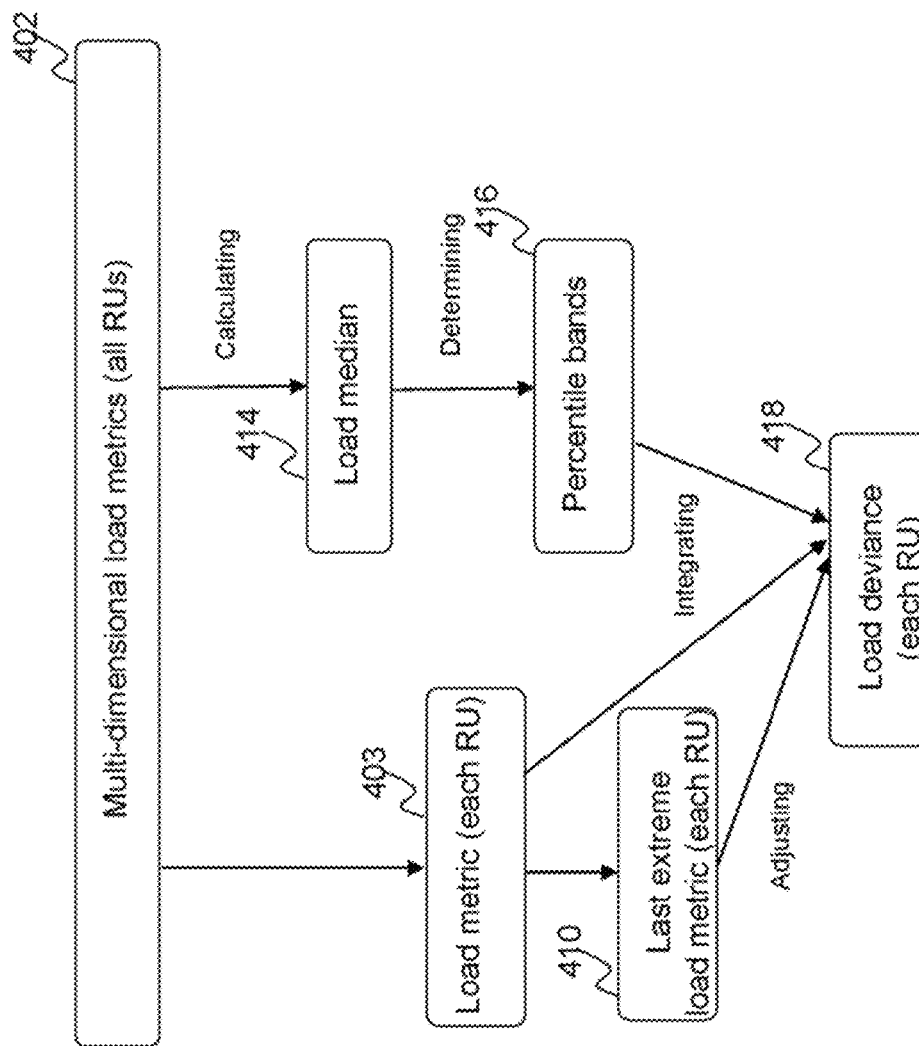 402
Multi-dimensional load metrics (all RUs)
Calculating
414
Load median
Determining
416
Percentile bands
403
Load metric (each RU)
410
Last extreme
load metric (each RU)
Integrating
Adjusting
418
Load deviance
(each RU)